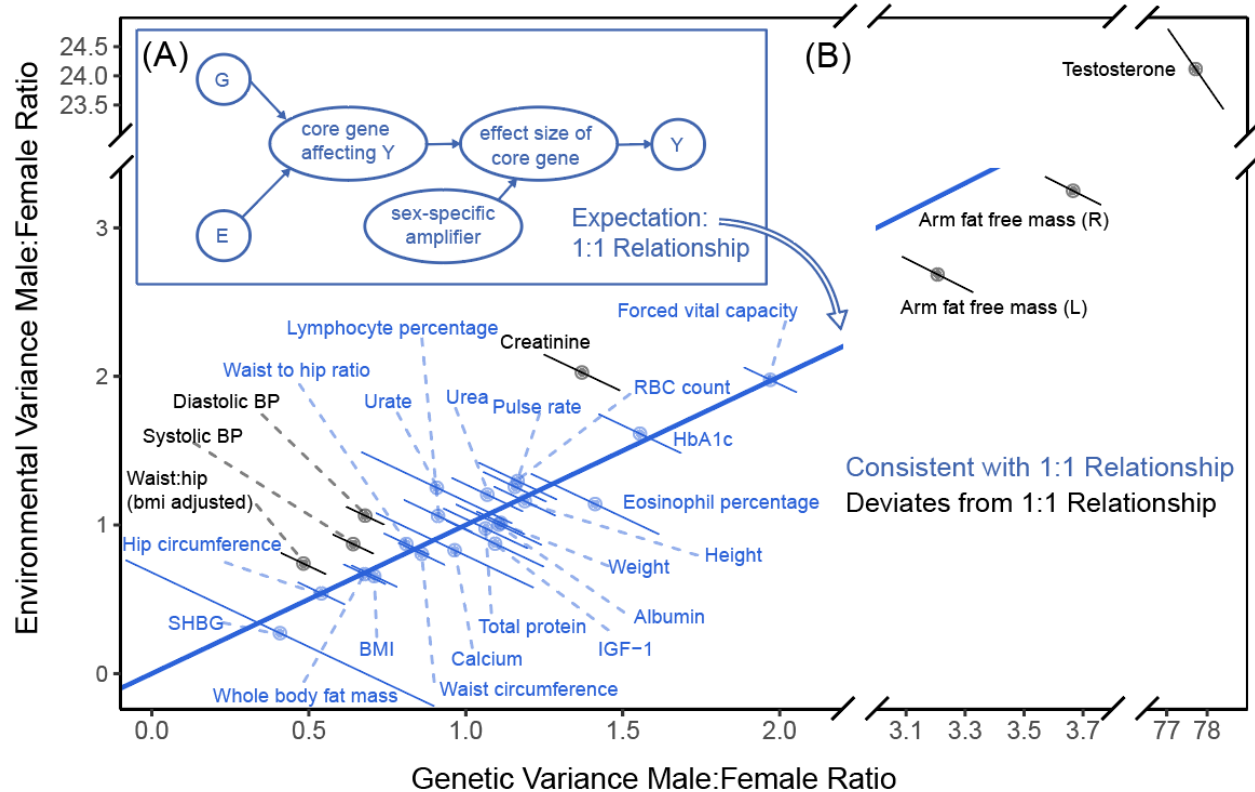 (A)
G
E
core gene
affecting Y
effect size of
core gene
Y
sex-specific
amplifier
Expectation:
1:1 Relationship
(B)
Testosterone
Arm fat free mass (R)
Arm fat free mass (L)
Forced vital capacity
Lymphocyte percentage
Creatinine
Waist to hip ratio
RBC count
Urea
Pulse rate
Diastolic BP
Urate
Systolic BP
HbA1c
Waist:hip
(bmi adjusted)
Consistent with 1:1 Relationship
Deviates from 1:1 Relationship
Eosinophil percentage
Hip circumference
Height
Weight
SHBG
Albumin
Total protein
IGF−1
BMI
Calcium
Whole body fat mass
Waist circumference
Environmental Variance Male:Female Ratio
24.5
24.0
23.5
3
2
1
0
0.0
0.5
1.0
1.5
2.0
3.1
3.3
3.5
3.7
77
78
Genetic Variance Male:Female Ratio